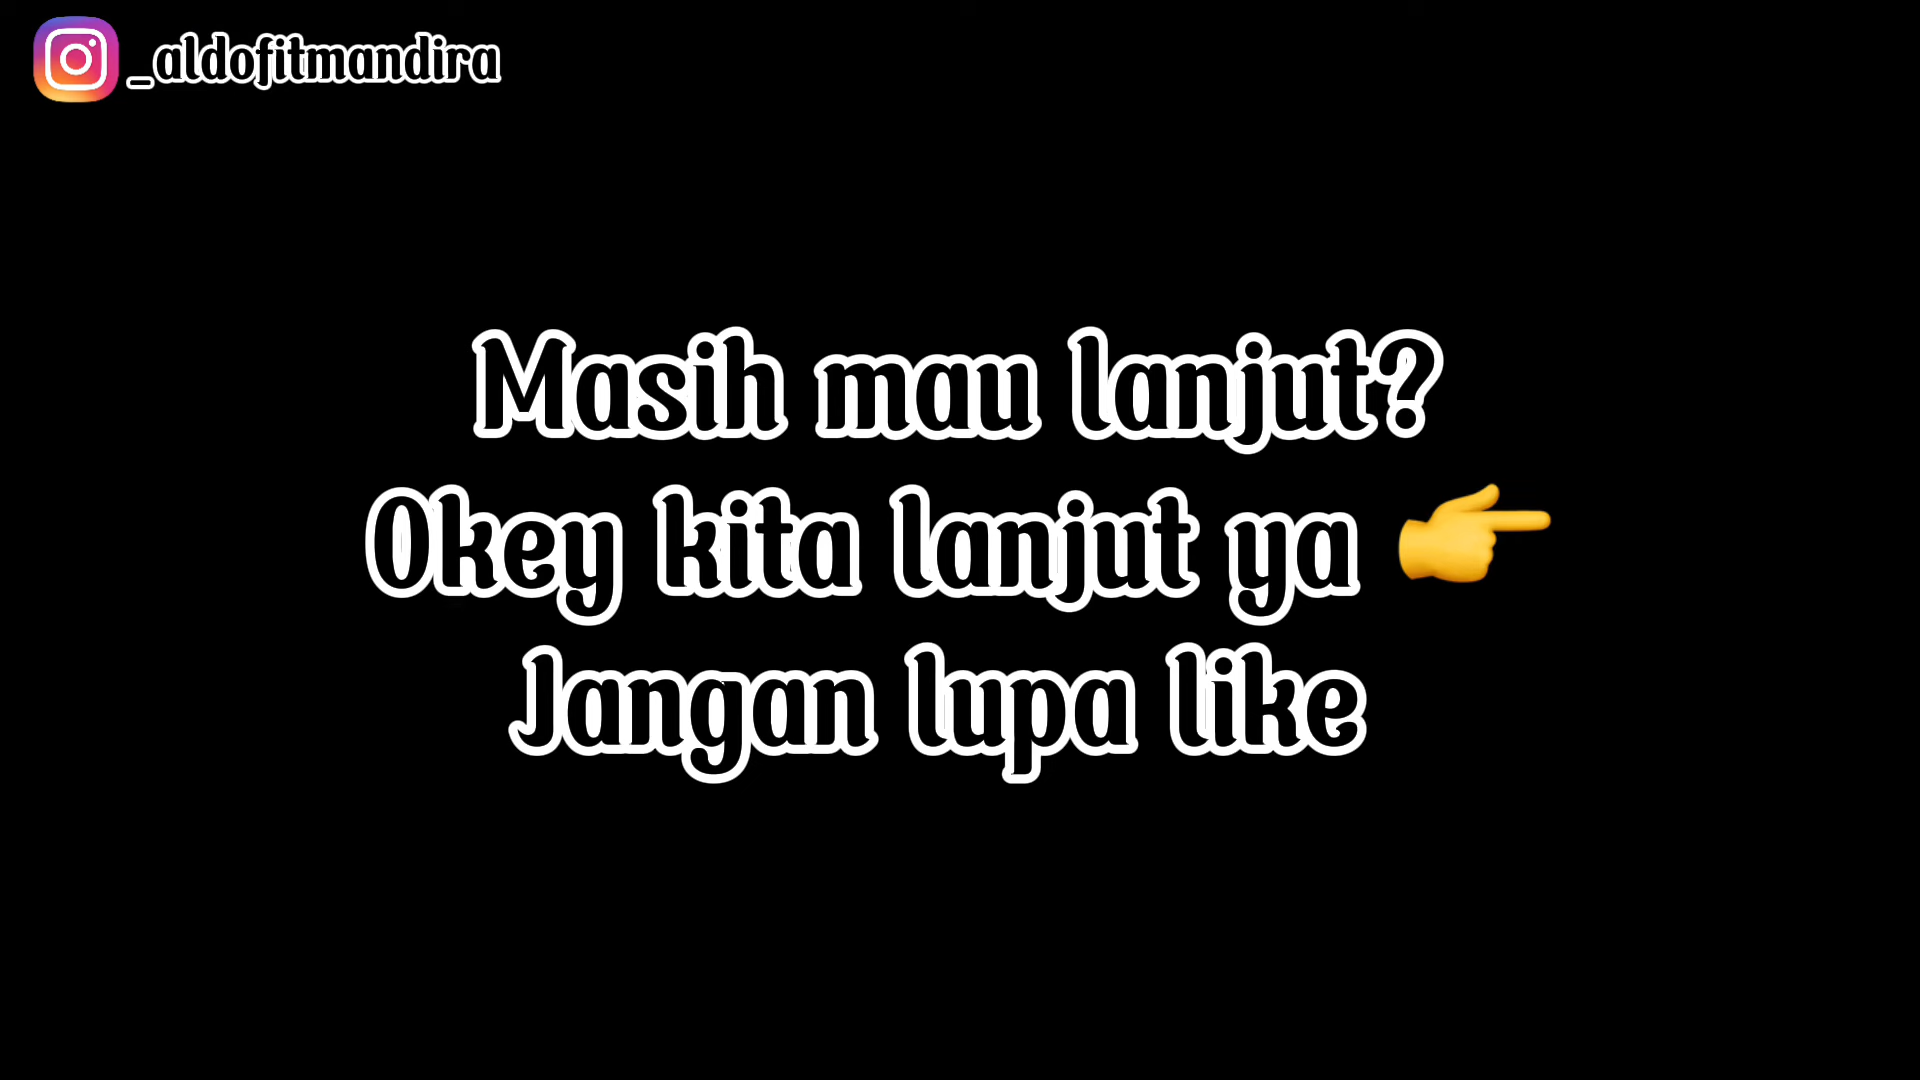 _aldofitmandira
Masih mau lanjut?
Okey kita lanjut ya 👉
Jangan lupa like